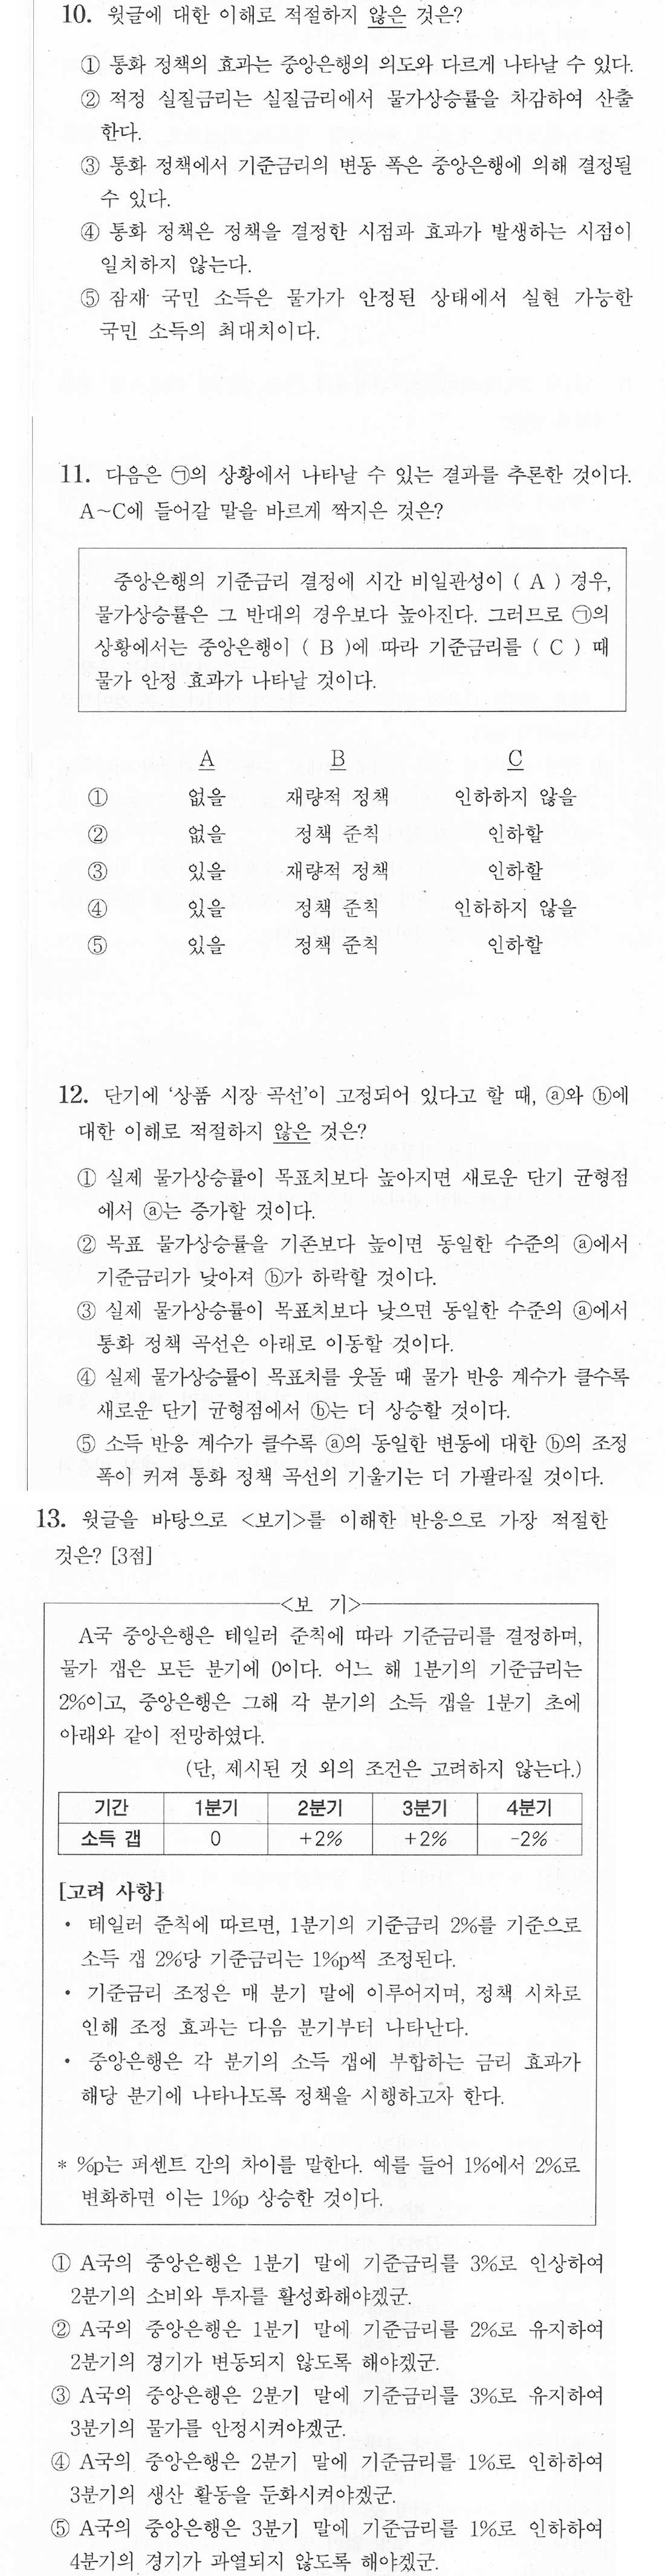 10. 윗글에 대한 이해로 적절하지 않은 것은?
① 통화 정책의 효과는 중앙은행의 의도와 다르게 나타날 수 있다.
② 적정 실질금리는 실질금리에서 물가상승률을 차감하여 산출
한다.
③ 통화 정책에서 기준금리의 변동 폭은 중앙은행에 의해 결정될
수 있다.
④ 통화 정책은 정책을 결정한 시점과 효과가 발생하는 시점이
일치하지 않는다.
⑤ 잠재 국민 소득은 물가가 안정된 상태에서 실현 가능한
국민 소득의 최대치이다.
11. 다음은 ㉠의 상황에서 나타날 수 있는 결과를 추론한 것이다.
A~C에 들어갈 말을 바르게 짝지은 것은?
중앙은행의 기준금리 결정에 시간 비일관성이 ( A ) 경우,
물가상승률은 그 반대의 경우보다 높아진다. 그러므로 ㉠의
상황에서는 중앙은행이 ( B )에 따라 기준금리를 ( C ) 때
물가 안정 효과가 나타날 것이다.
A B C
① 없을 재량적 정책 인하하지 않을
② 없을 정책 준칙 인하할
③ 있을 재량적 정책 인하할
④ 있을 정책 준칙 인하하지 않을
⑤ 있을 정책 준칙 인하할
12. 단기에 ‘상품 시장 곡선’이 고정되어 있다고 할 때, ⓐ와 ⓑ에
대한 이해로 적절하지 않은 것은?
① 실제 물가상승률이 목표치보다 높아지면 새로운 단기 균형점
에서 ⓐ는 증가할 것이다.
② 목표 물가상승률을 기존보다 높이면 동일한 수준의 ⓐ에서
기준금리가 낮아져 ⓑ가 하락할 것이다.
③ 실제 물가상승률이 목표치보다 낮으면 동일한 수준의 ⓐ에서
통화 정책 곡선은 아래로 이동할 것이다.
④ 실제 물가상승률이 목표치를 웃돌 때 물가 반응 계수가 클수록
새로운 단기 균형점에서 ⓑ는 더 상승할 것이다.
⑤ 소득 반응 계수가 클수록 ⓐ의 동일한 변동에 대한 ⓑ의 조정
폭이 커져 통화 정책 곡선의 기울기는 더 가팔라질 것이다.
13. 윗글을 바탕으로 <보기>를 이해한 반응으로 가장 적절한
것은? [3점]
<보 기>
A국 중앙은행은 테일러 준칙에 따라 기준금리를 결정하며,
물가 갭은 모든 분기에 0이다. 어느 해 1분기의 기준금리는
2%이고, 중앙은행은 그해 각 분기의 소득 갭을 1분기 초에
아래와 같이 전망하였다.
(단, 제시된 것 외의 조건은 고려하지 않는다.)
기간 1분기 2분기 3분기 4분기
소득 갭 0 +2% +2% -2%
[고려 사항]
· 테일러 준칙에 따르면, 1분기의 기준금리 2%를 기준으로
소득 갭 2%당 기준금리는 1%p씩 조정된다.
· 기준금리 조정은 매 분기 말에 이루어지며, 정책 시차로
인해 조정 효과는 다음 분기부터 나타난다.
· 중앙은행은 각 분기의 소득 갭에 부합하는 금리 효과가
해당 분기에 나타나도록 정책을 시행하고자 한다.
* %p는 퍼센트 간의 차이를 말한다. 예를 들어 1%에서 2%로
변화하면 이는 1%p 상승한 것이다.
① A국의 중앙은행은 1분기 말에 기준금리를 3%로 인상하여
2분기의 소비와 투자를 활성화해야겠군.
② A국의 중앙은행은 1분기 말에 기준금리를 2%로 유지하여
2분기의 경기가 변동되지 않도록 해야겠군.
③ A국의 중앙은행은 2분기 말에 기준금리를 3%로 유지하여
3분기의 물가를 안정시켜야겠군.
④ A국의 중앙은행은 2분기 말에 기준금리를 1%로 인하하여
3분기의 생산 활동을 둔화시켜야겠군.
⑤ A국의 중앙은행은 3분기 말에 기준금리를 1%로 인하하여
4분기의 경기가 과열되지 않도록 해야겠군.